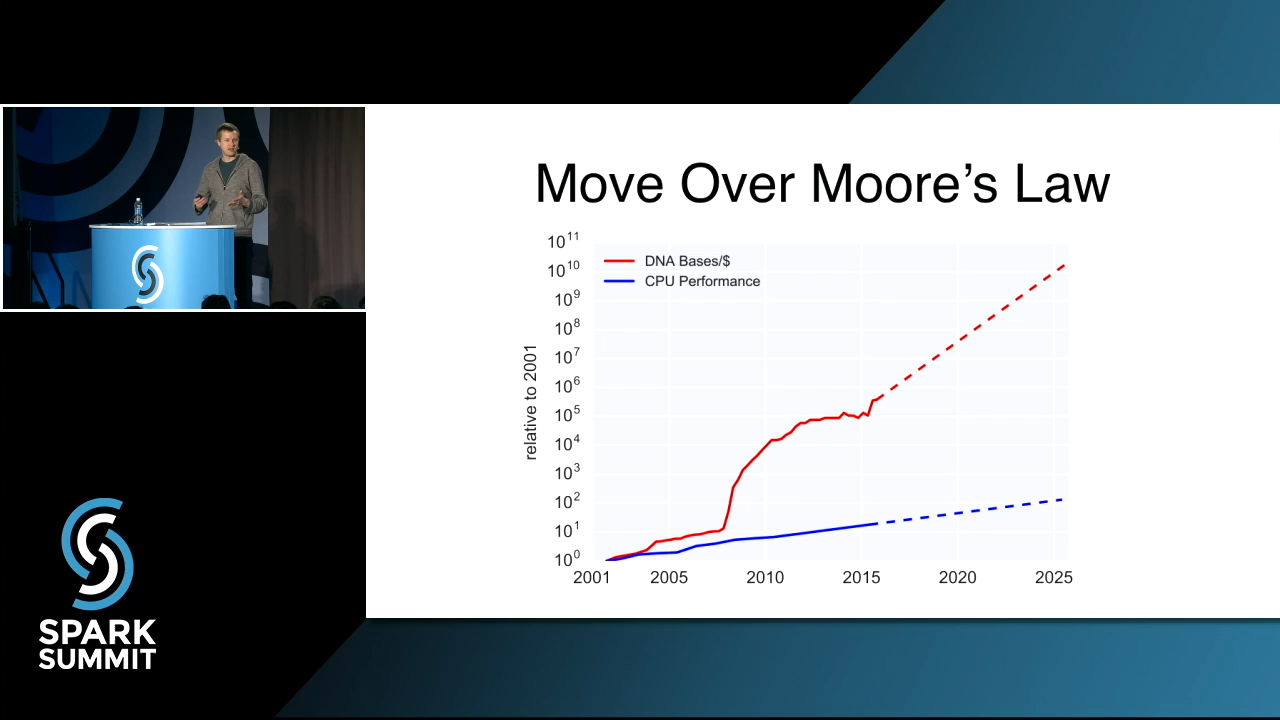 Move Over Moore's Law
10^11
10^10
10^9
10^8
10^7
10^6
10^5
10^4
10^3
10^2
10^1
10^0
relative to 2001
DNA Bases/$
CPU Performance
2001 2005 2010 2015 2020 2025
SPARK
SUMMIT